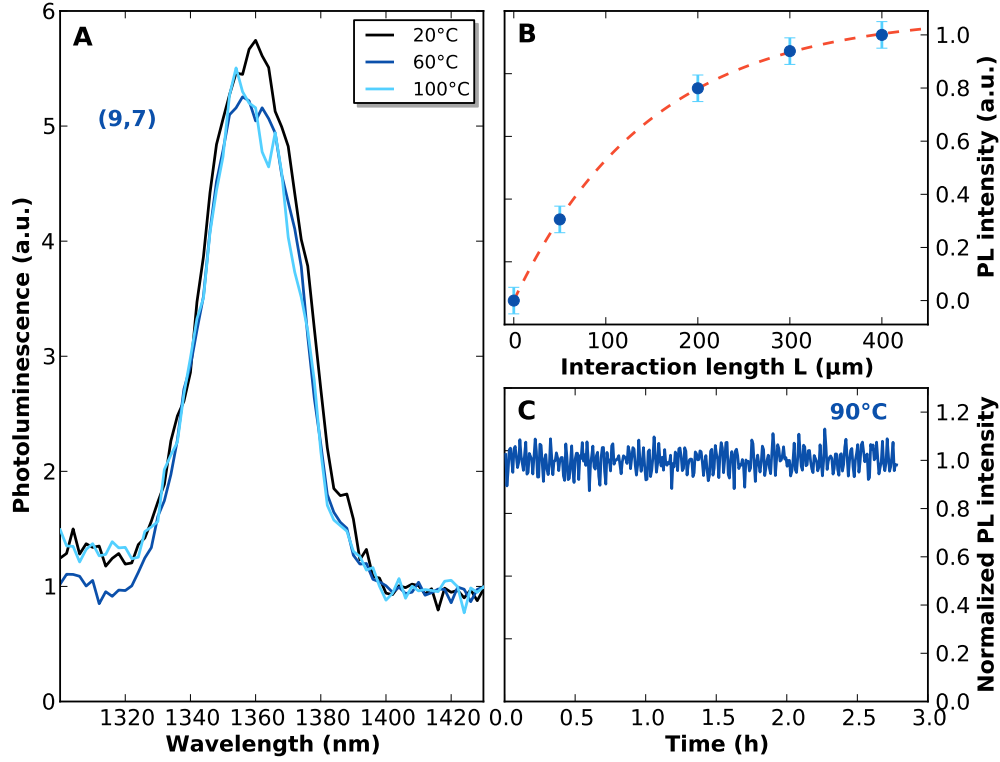 A
(9,7)
20°C
60°C
100°C
6
5
4
3
2
1
0
1320 1340 1360 1380 1400 1420
Wavelength (nm)
Photoluminescence (a.u.)
B
1.0
0.8
0.6
0.4
0.2
0.0
0 100 200 300 400
Interaction length L (μm)
PL intensity (a.u.)
C
90°C
1.2
1.0
0.8
0.6
0.4
0.2
0.0
0.0 0.5 1.0 1.5 2.0 2.5 3.0
Time (h)
Normalized PL intensity